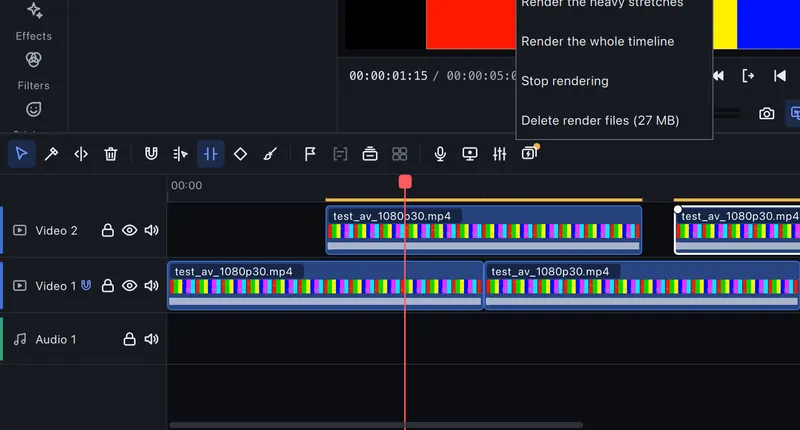 Effects
Filters
Render the heavy stretches
Render the whole timeline
Stop rendering
Delete render files (27 MB)
00:00:01:15 / 00:00:05:0
00:00
Video 2
test_av_1080p30.mp4
test_av_1080p30.mp4
Video 1
test_av_1080p30.mp4
test_av_1080p30.mp4
Audio 1